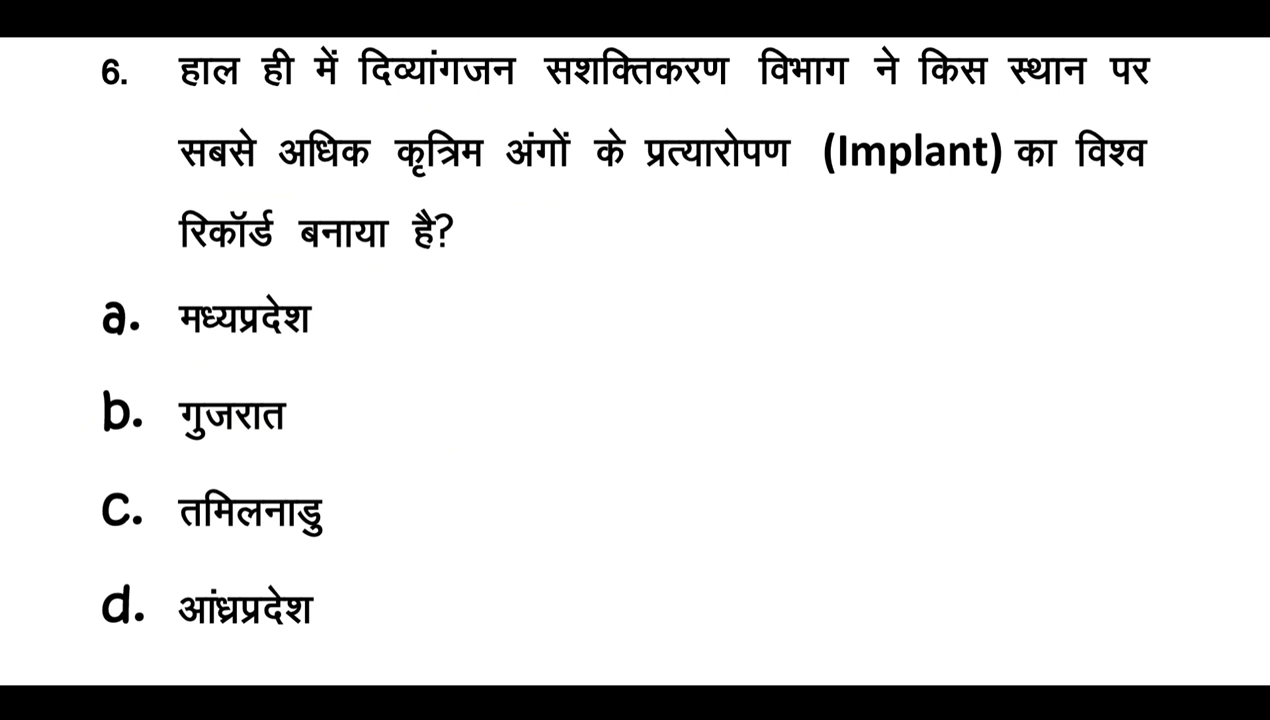 6. हाल ही में दिव्यांगजन सशक्तिकरण विभाग ने किस स्थान पर
सबसे अधिक कृत्रिम अंगों के प्रत्यारोपण (Implant) का विश्व
रिकॉर्ड बनाया है?
a. मध्यप्रदेश
b. गुजरात
c. तमिलनाडु
d. आंध्रप्रदेश